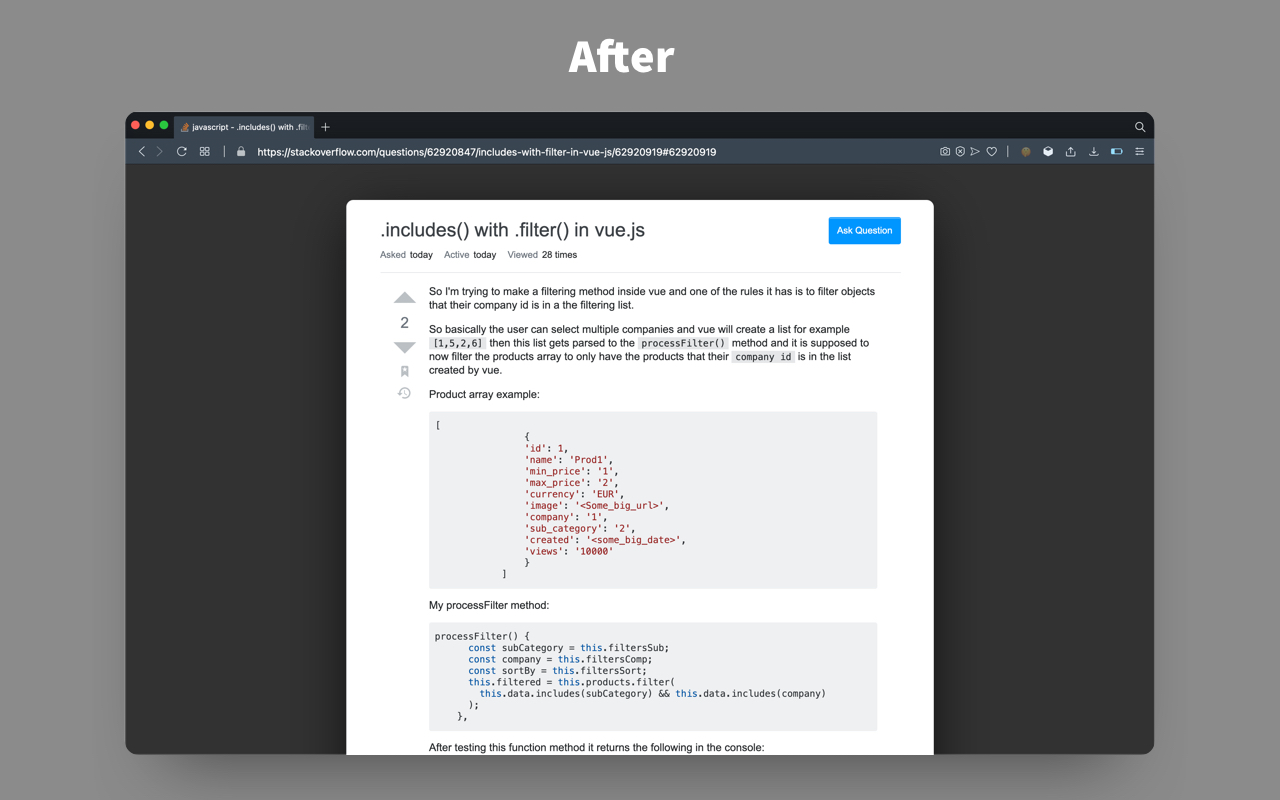 After
javascript - .includes() with .filt
https://stackoverflow.com/questions/62920847/includes-with-filter-in-vue-js/62920919#62920919
.includes() with .filter() in vue.js
Ask Question
Asked today Active today Viewed 28 times
So I'm trying to make a filtering method inside vue and one of the rules it has is to filter objects
that their company id is in a the filtering list.
2
So basically the user can select multiple companies and vue will create a list for example
[1,5,2,6] then this list gets parsed to the processFilter() method and it is supposed to
now filter the products array to only have the products that their company id is in the list
created by vue.
Product array example:
[
{
'id': 1,
'name': 'Prod1',
'min_price': '1',
'max_price': '2',
'currency': 'EUR',
'image': '<Some_big_url>',
'company': '1',
'sub_category': '2',
'created': '<some_big_date>',
'views': '10000'
}
]
My processFilter method:
processFilter() {
const subCategory = this.filtersSub;
const company = this.filtersComp;
const sortBy = this.filtersSort;
this.filtered = this.products.filter(
this.data.includes(subCategory) && this.data.includes(company)
);
},
After testing this function method it returns the following in the console: